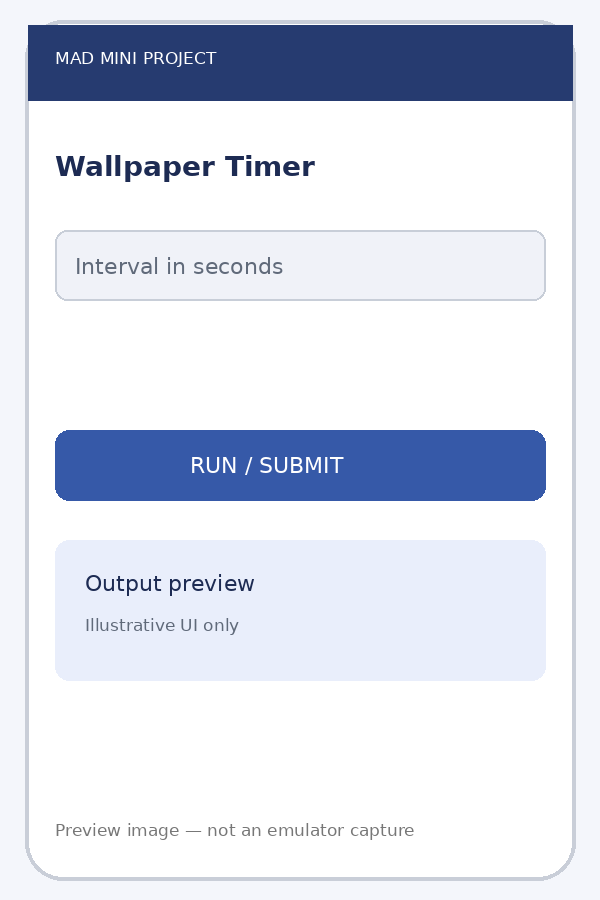 MAD MINI PROJECT
Wallpaper Timer
Interval in seconds
RUN / SUBMIT
Output preview
Illustrative UI only
Preview image — not an emulator capture